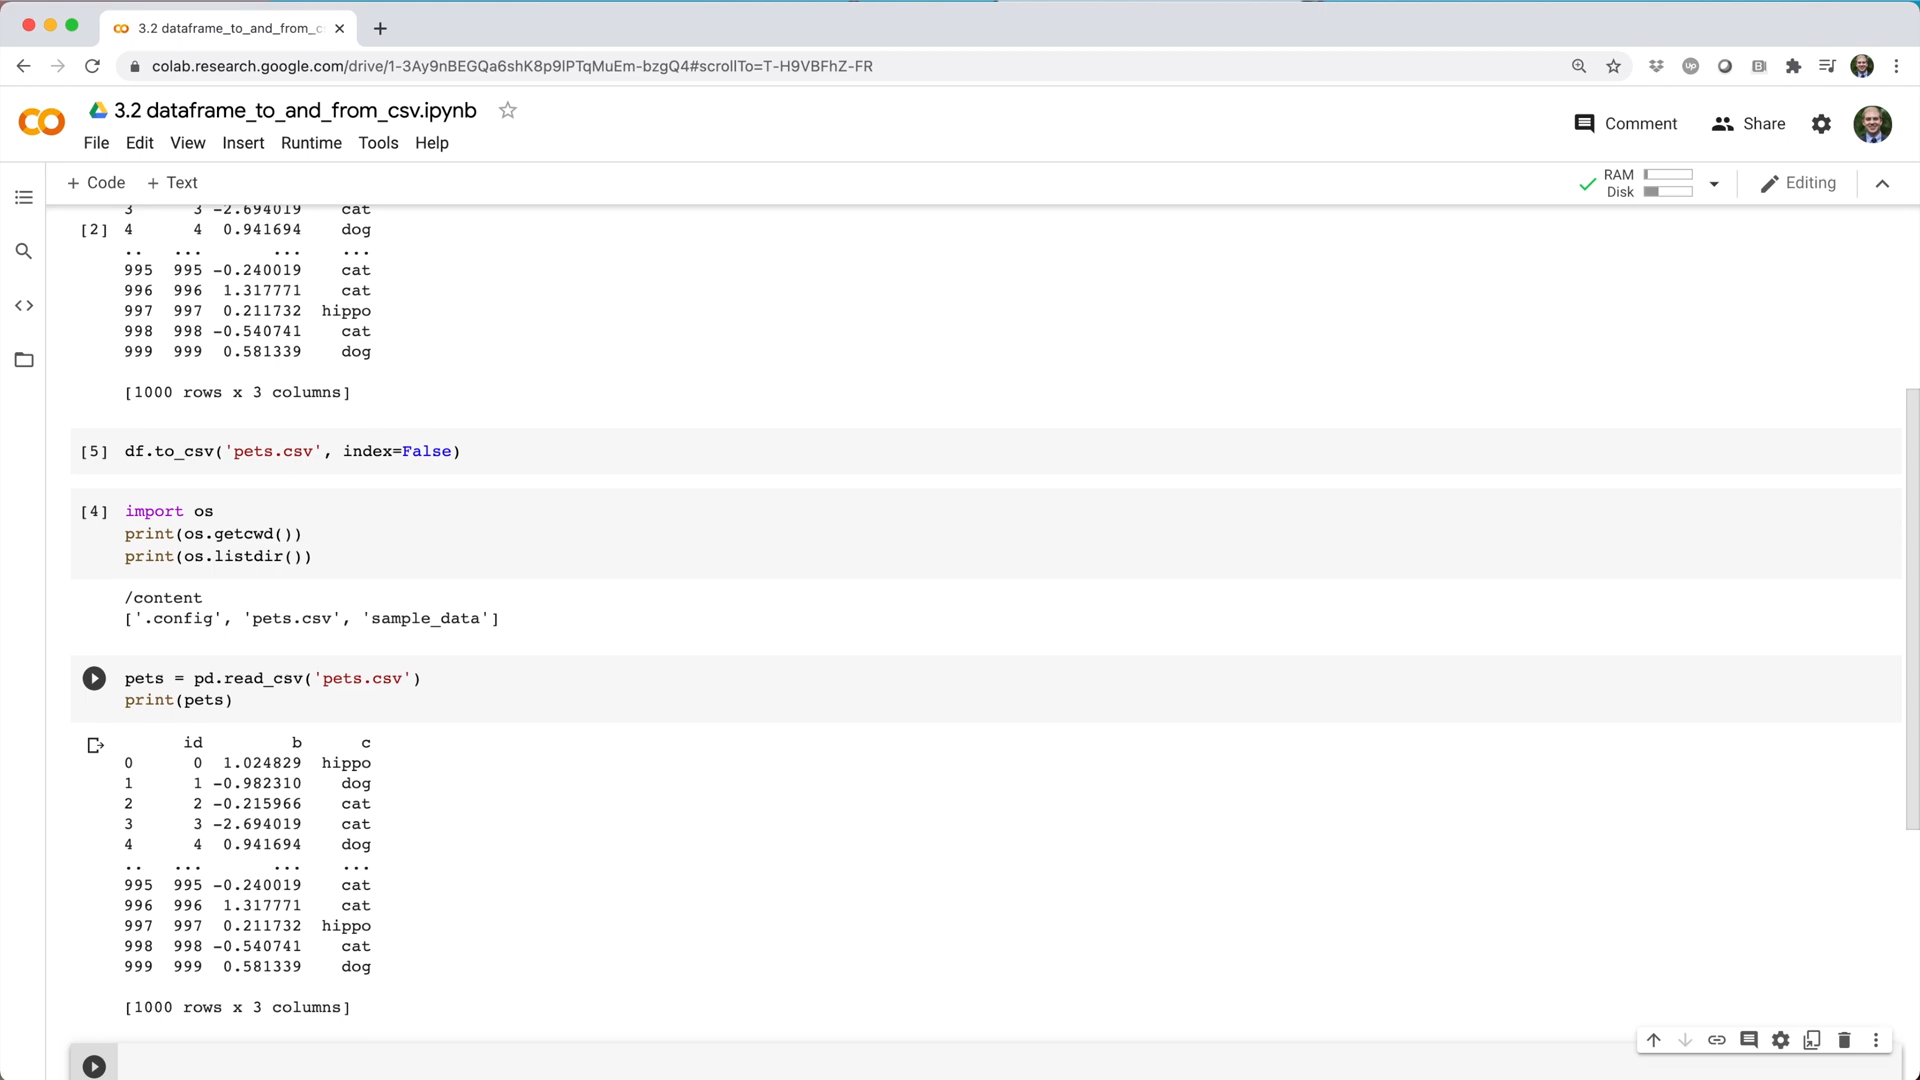 3.2 dataframe_to_and_from_c
colab.research.google.com/drive/1-3Ay9nBEGQa6shK8p9IPTqMuEm-bzgQ4#scrollTo=T-H9VBFhZ-FR
3.2 dataframe_to_and_from_csv.ipynb
Comment
Share
File Edit View Insert Runtime Tools Help
+ Code + Text
RAM
Disk
Editing
3 3 -2.694019 cat
[2] 4 4 0.941694 dog
.. ... ... ...
995 995 -0.240019 cat
996 996 1.317771 cat
997 997 0.211732 hippo
998 998 -0.540741 cat
999 999 0.581339 dog
[1000 rows x 3 columns]
[5] df.to_csv('pets.csv', index=False)
[4] import os
print(os.getcwd())
print(os.listdir())
/content
['.config', 'pets.csv', 'sample_data']
pets = pd.read_csv('pets.csv')
print(pets)
id b c
0 0 1.024829 hippo
1 1 -0.982310 dog
2 2 -0.215966 cat
3 3 -2.694019 cat
4 4 0.941694 dog
.. ... ... ...
995 995 -0.240019 cat
996 996 1.317771 cat
997 997 0.211732 hippo
998 998 -0.540741 cat
999 999 0.581339 dog
[1000 rows x 3 columns]